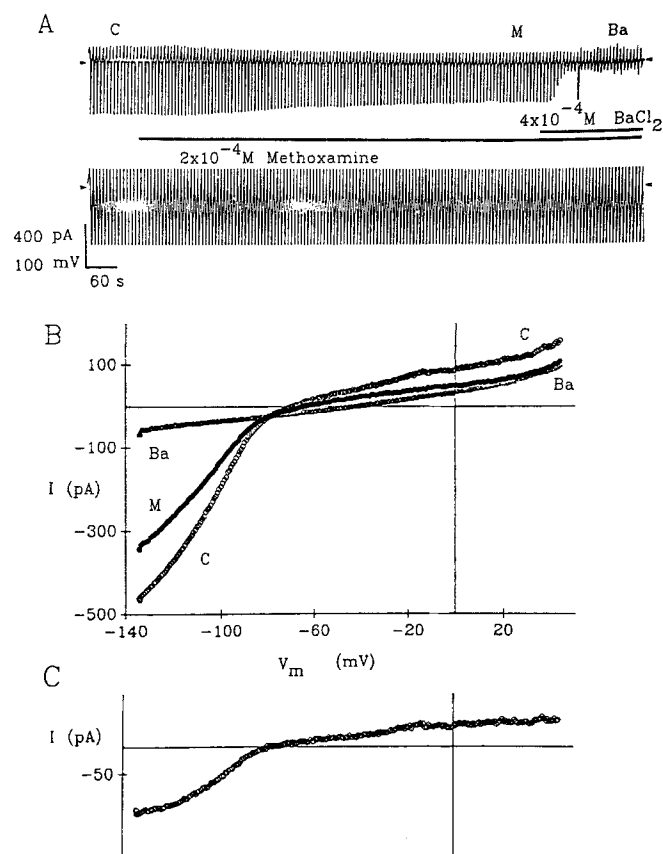 A
C M Ba
4x10⁻⁴M BaCl₂
2x10⁻⁴M Methoxamine
400 pA
100 mV
60 s
B
C
100
Ba
-100
Ba
I (pA)
M
-300
C
-500
-140 -100 -60 -20 20
Vm (mV)
C
I (pA)
-50